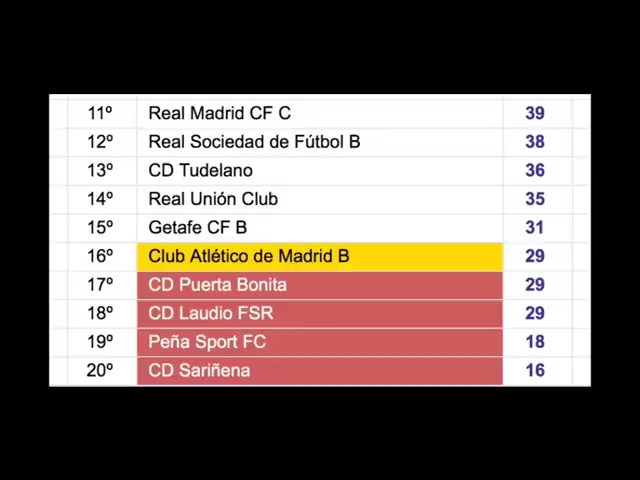 11º Real Madrid CF C 39
12º Real Sociedad de Fútbol B 38
13º CD Tudelano 36
14º Real Unión Club 35
15º Getafe CF B 31
16º Club Atlético de Madrid B 29
17º CD Puerta Bonita 29
18º CD Laudio FSR 29
19º Peña Sport FC 18
20º CD Sariñena 16